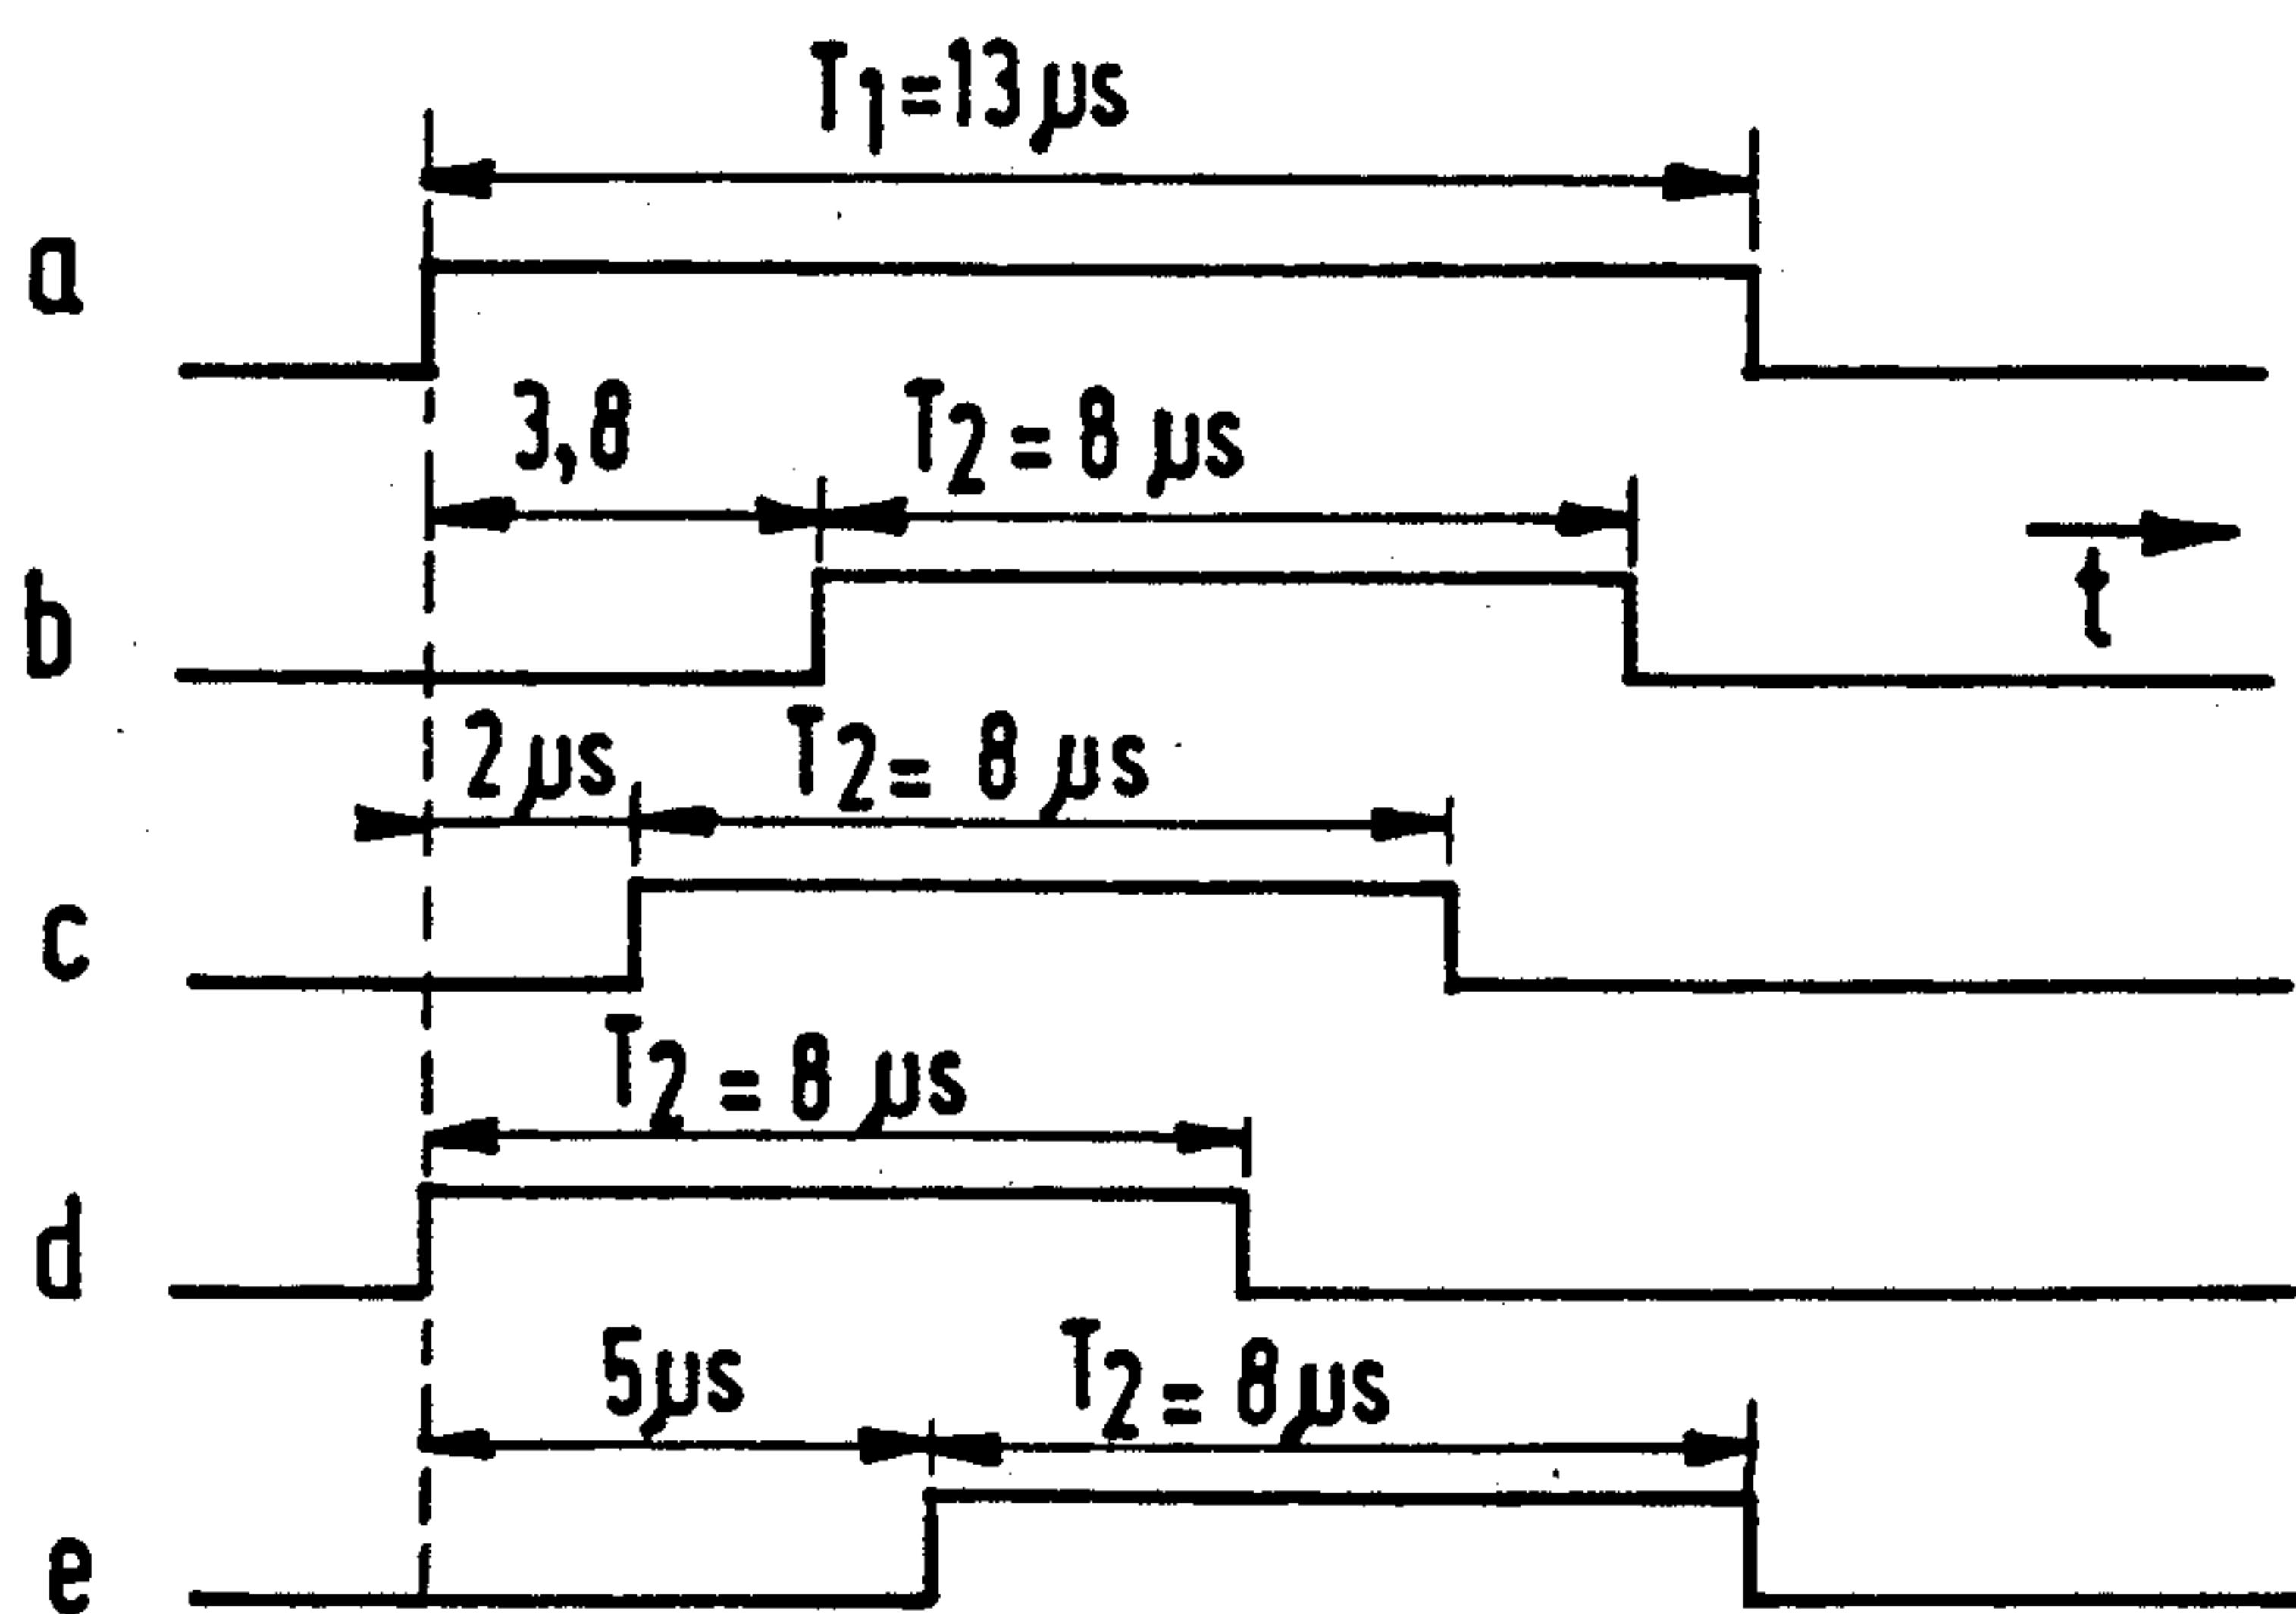 T1=13 µs
a
3,8 T2= 8 µs
b t
2 µs T2= 8 µs
c
T2= 8 µs
d
5µs T2= 8µs
e